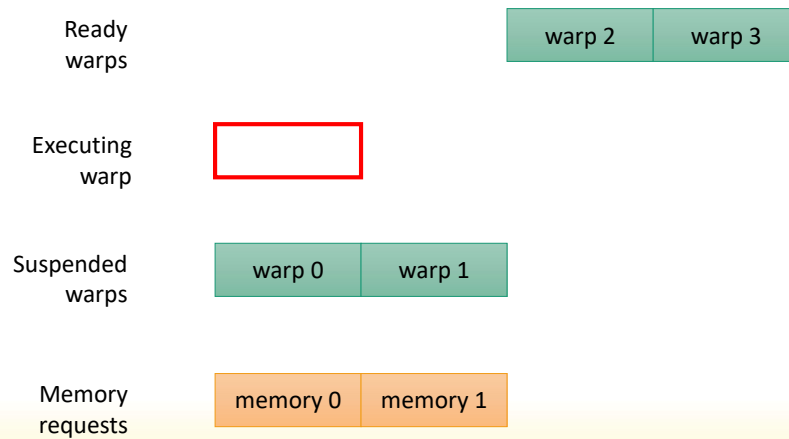 Ready
warps
warp 2
warp 3
Executing
warp
Suspended
warps
warp 0
warp 1
Memory
requests
memory 0
memory 1